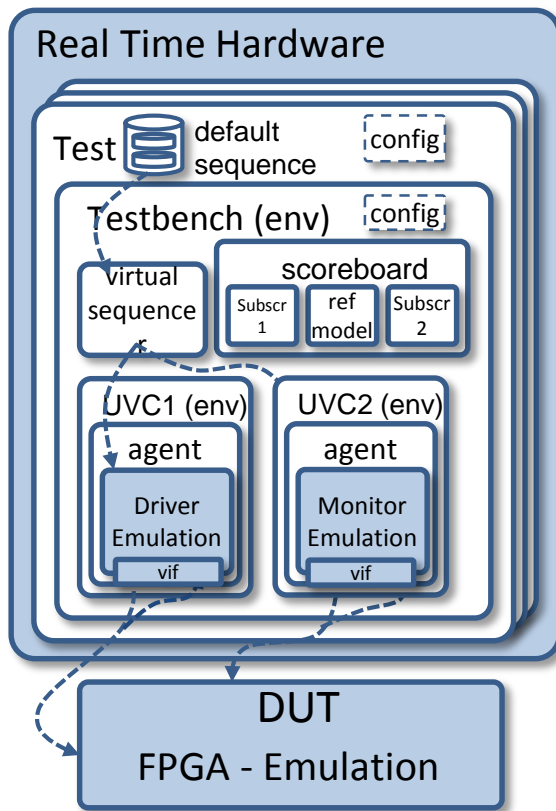 Real Time Hardware
Test
default
sequence
config
Testbench (env)
config
virtual
sequence
r
scoreboard
Subscr
1
ref
model
Subscr
2
UVC1 (env)
agent
Driver
Emulation
vif
UVC2 (env)
agent
Monitor
Emulation
vif
DUT
FPGA - Emulation